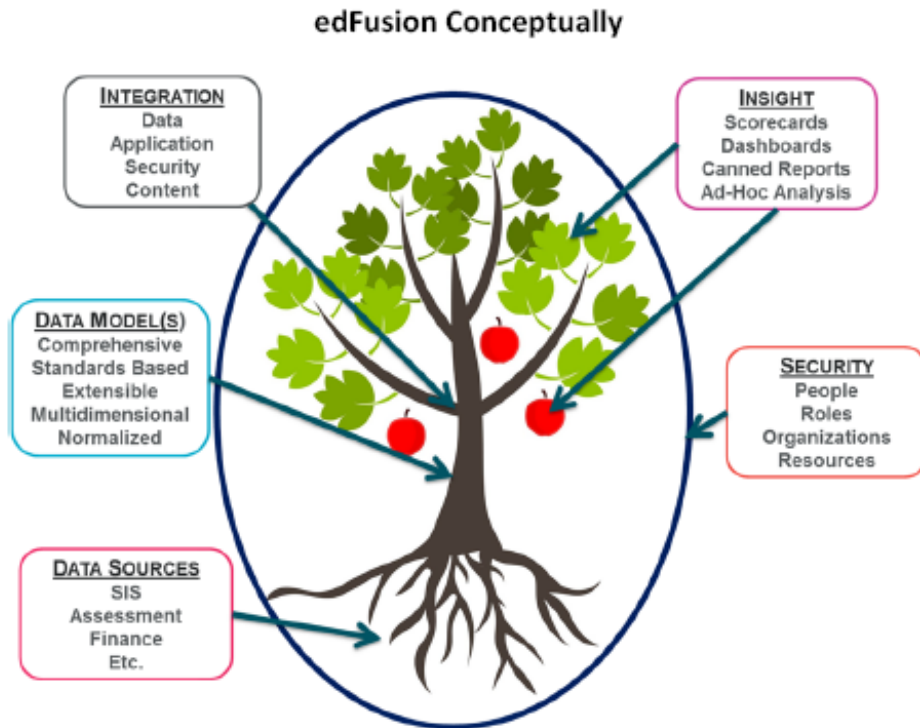 edFusion Conceptually
INTEGRATION
Data
Application
Security
Content
INSIGHT
Scorecards
Dashboards
Canned Reports
Ad-Hoc Analysis
DATA MODEL(S)
Comprehensive
Standards Based
Extensible
Multidimensional
Normalized
SECURITY
People
Roles
Organizations
Resources
DATA SOURCES
SIS
Assessment
Finance
Etc.